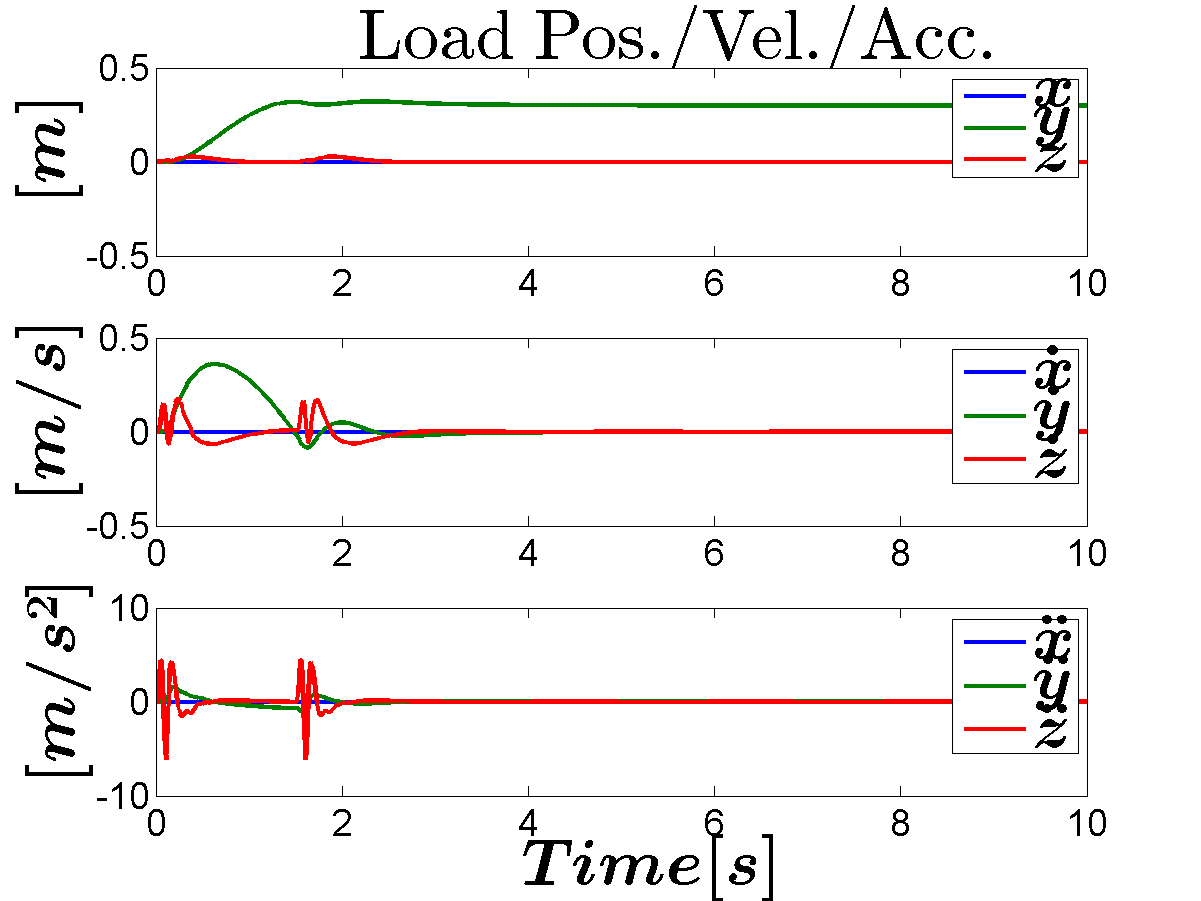 Load Pos./Vel./Acc.
[m]
0.5
0
-0.5
0 2 4 6 8 10
x
y
z
[m/s]
0.5
0
-0.5
0 2 4 6 8 10
ẋ
ẏ
ż
[m/s²]
10
0
-10
0 2 4 6 8 10
ẍ
ÿ
z̈
Time[s]